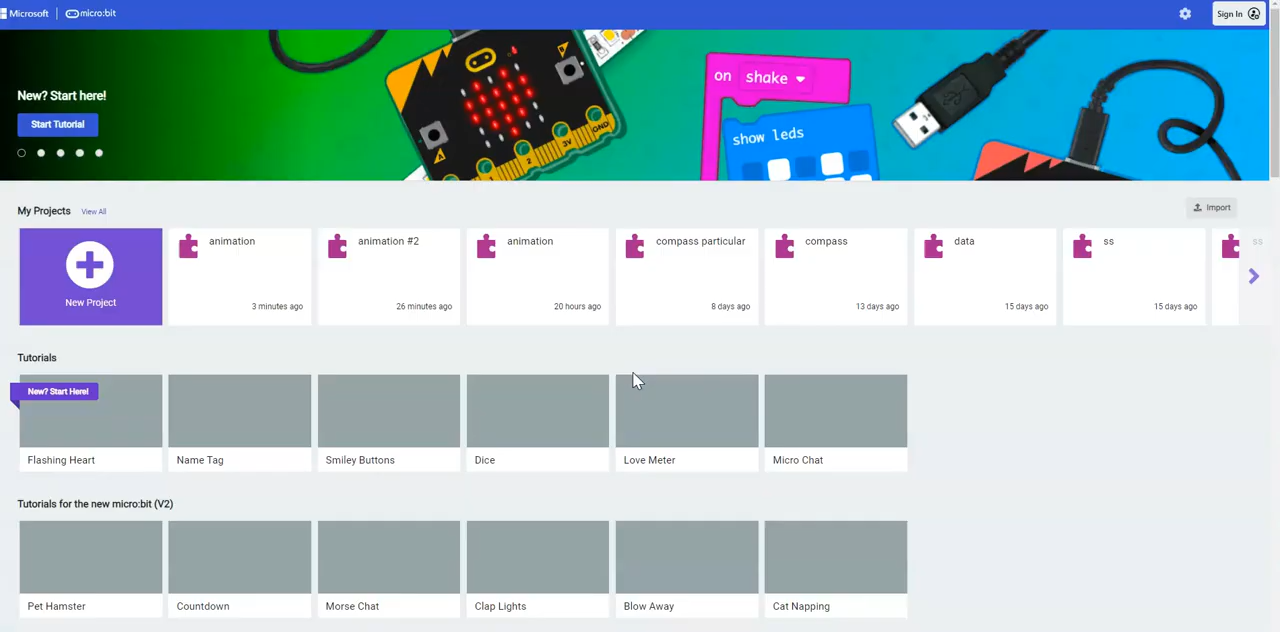 Microsoft micro:bit Sign In
New? Start here!
Start Tutorial
on shake
show leds
A
B
2
3V
GND
My Projects View All Import
New Project
animation
3 minutes ago
animation #2
26 minutes ago
animation
20 hours ago
compass particular
8 days ago
compass
13 days ago
data
15 days ago
ss
15 days ago
ss
Tutorials
New? Start Here!
Flashing Heart
Name Tag
Smiley Buttons
Dice
Love Meter
Micro Chat
Tutorials for the new micro:bit (V2)
Pet Hamster
Countdown
Morse Chat
Clap Lights
Blow Away
Cat Napping